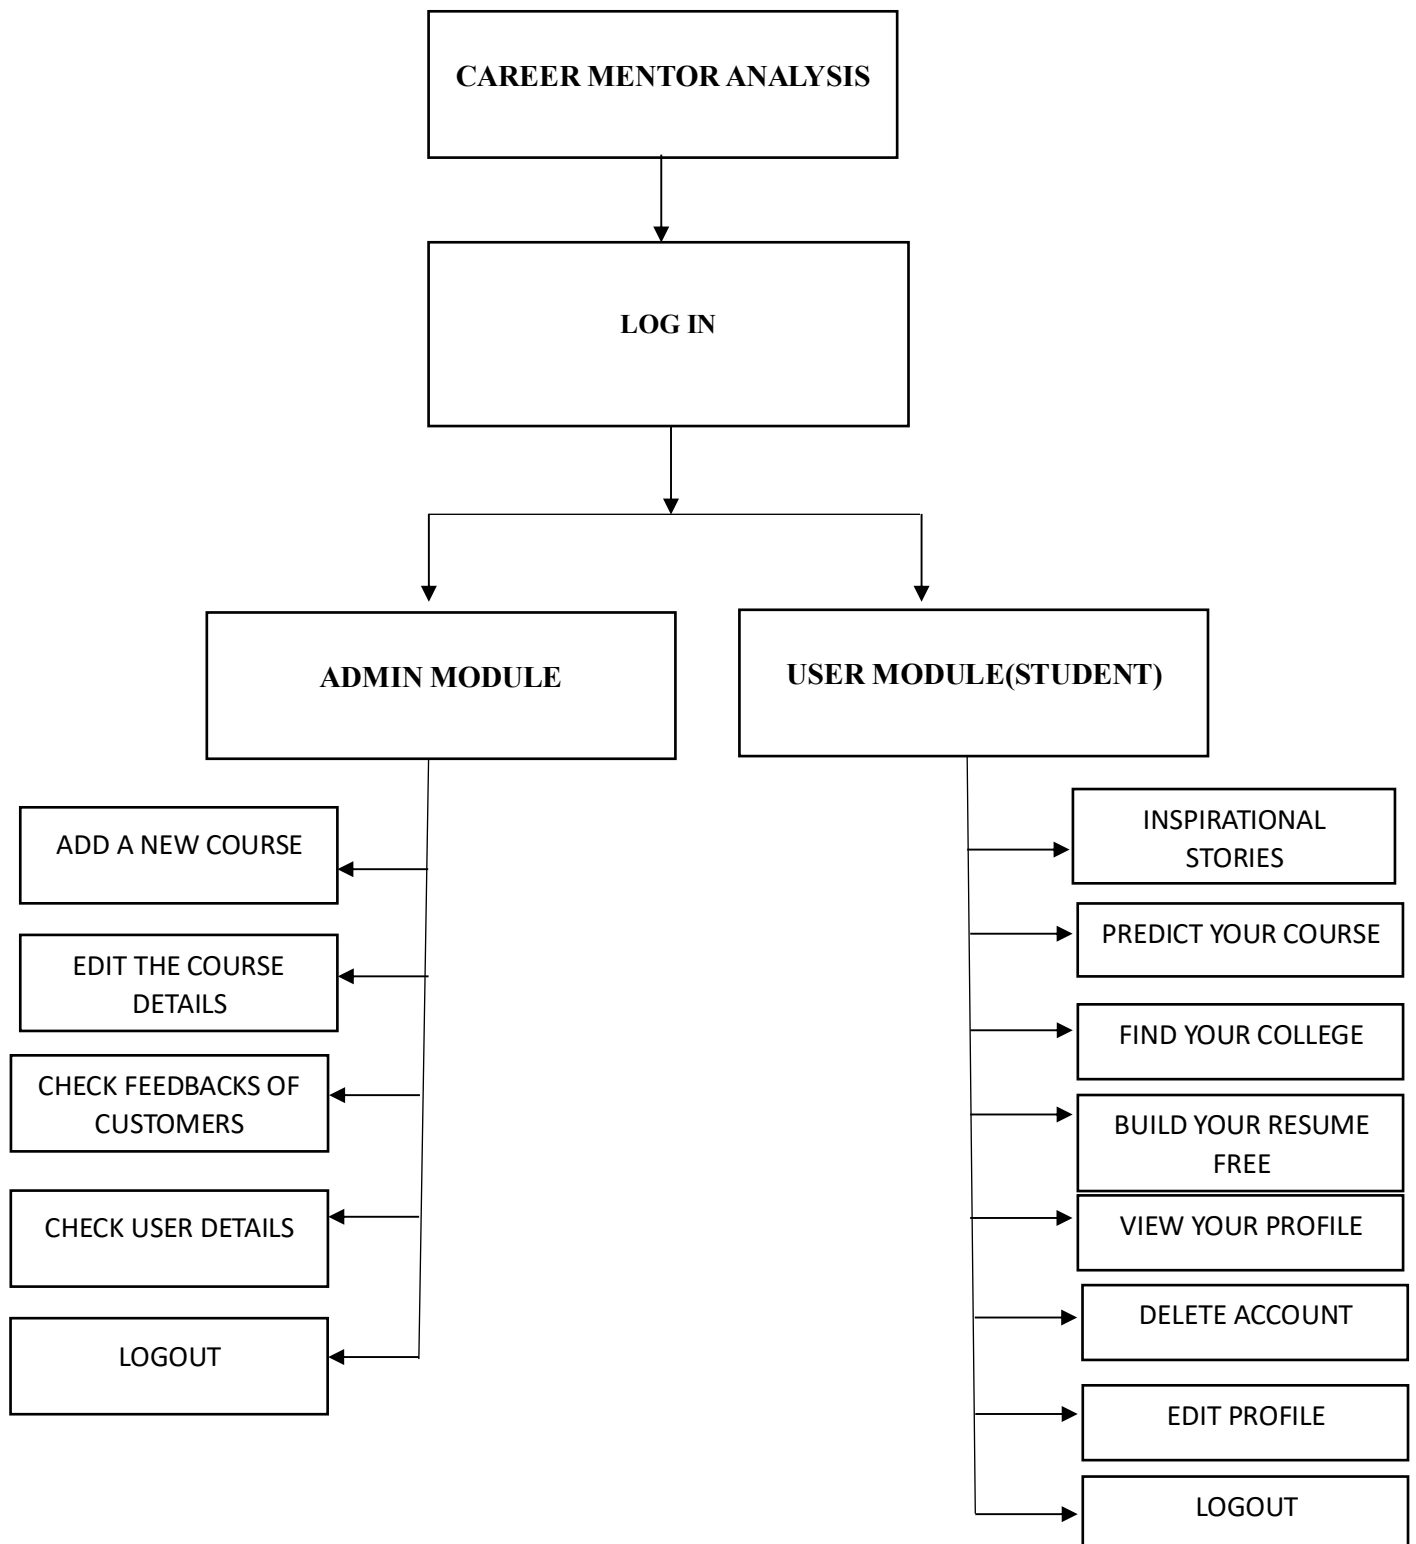 CAREER MENTOR ANALYSIS
LOG IN
ADMIN MODULE
USER MODULE(STUDENT)
ADD A NEW COURSE
EDIT THE COURSE
DETAILS
CHECK FEEDBACKS OF
CUSTOMERS
CHECK USER DETAILS
LOGOUT
INSPIRATIONAL
STORIES
PREDICT YOUR COURSE
FIND YOUR COLLEGE
BUILD YOUR RESUME
FREE
VIEW YOUR PROFILE
DELETE ACCOUNT
EDIT PROFILE
LOGOUT